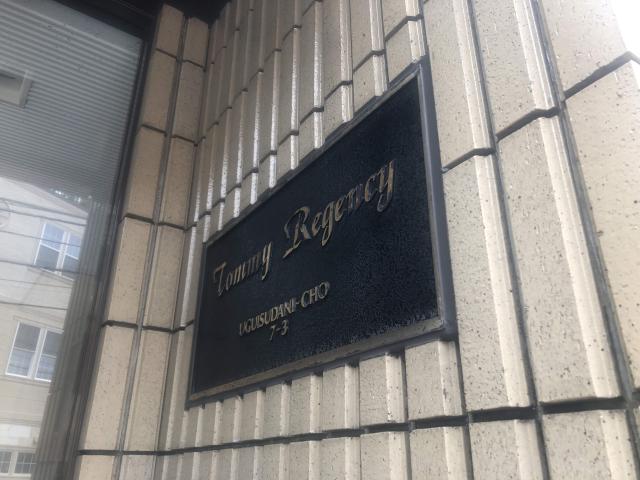 Tommy Regency
UGUISUDANI-CHO
7-3